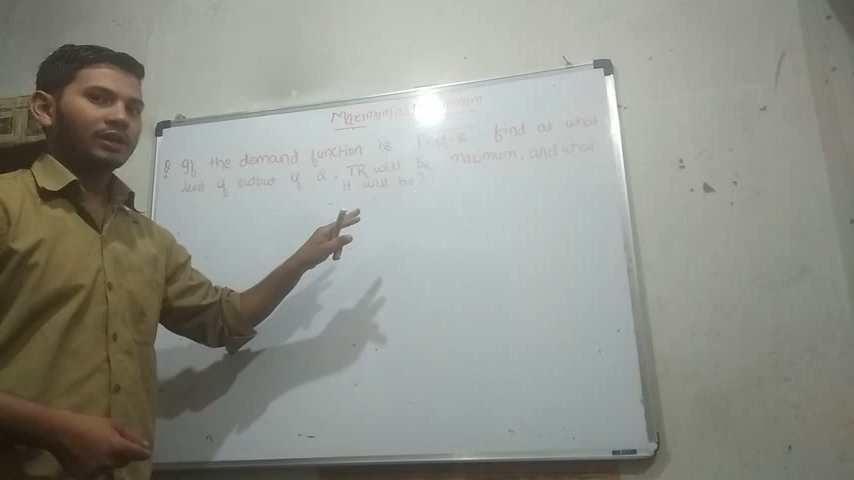 Maximum
Q. If the demand function is find at what
level of output of Q, TR will be maximum, and what
it will be?